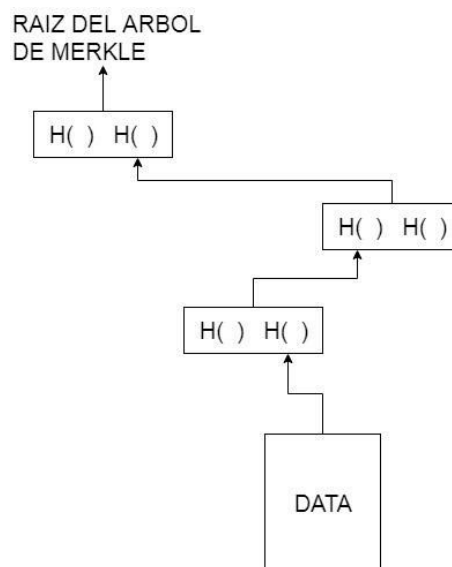 RAIZ DEL ARBOL
DE MERKLE
H( ) H( )
H( ) H( )
H( ) H( )
DATA